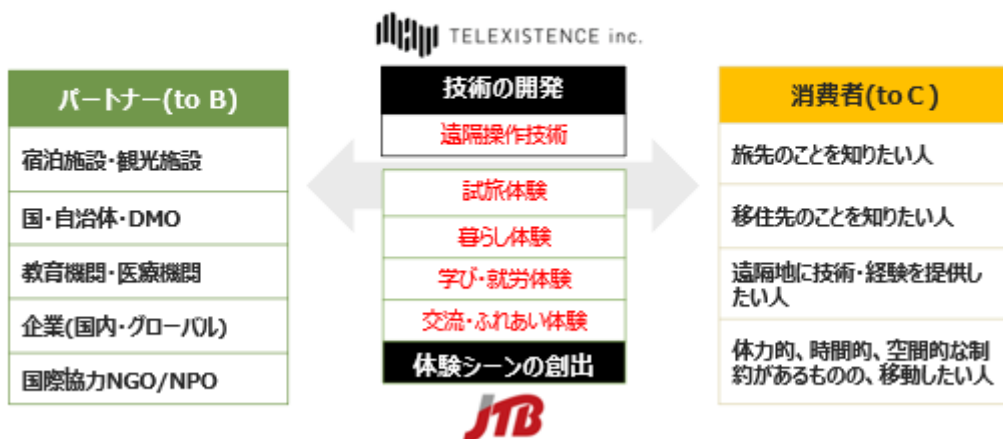 TELEXISTENCE inc.
パートナー(to B)
宿泊施設・観光施設
国・自治体・DMO
教育機関・医療機関
企業(国内・グローバル)
国際協力NGO/NPO
技術の開発
遠隔操作技術
試旅体験
暮らし体験
学び・就労体験
交流・ふれあい体験
体験シーンの創出
JTB
消費者(to C)
旅先のことを知りたい人
移住先のことを知りたい人
遠隔地に技術・経験を提供し
たい人
体力的、時間的、空間的な制
約があるものの、移動したい人